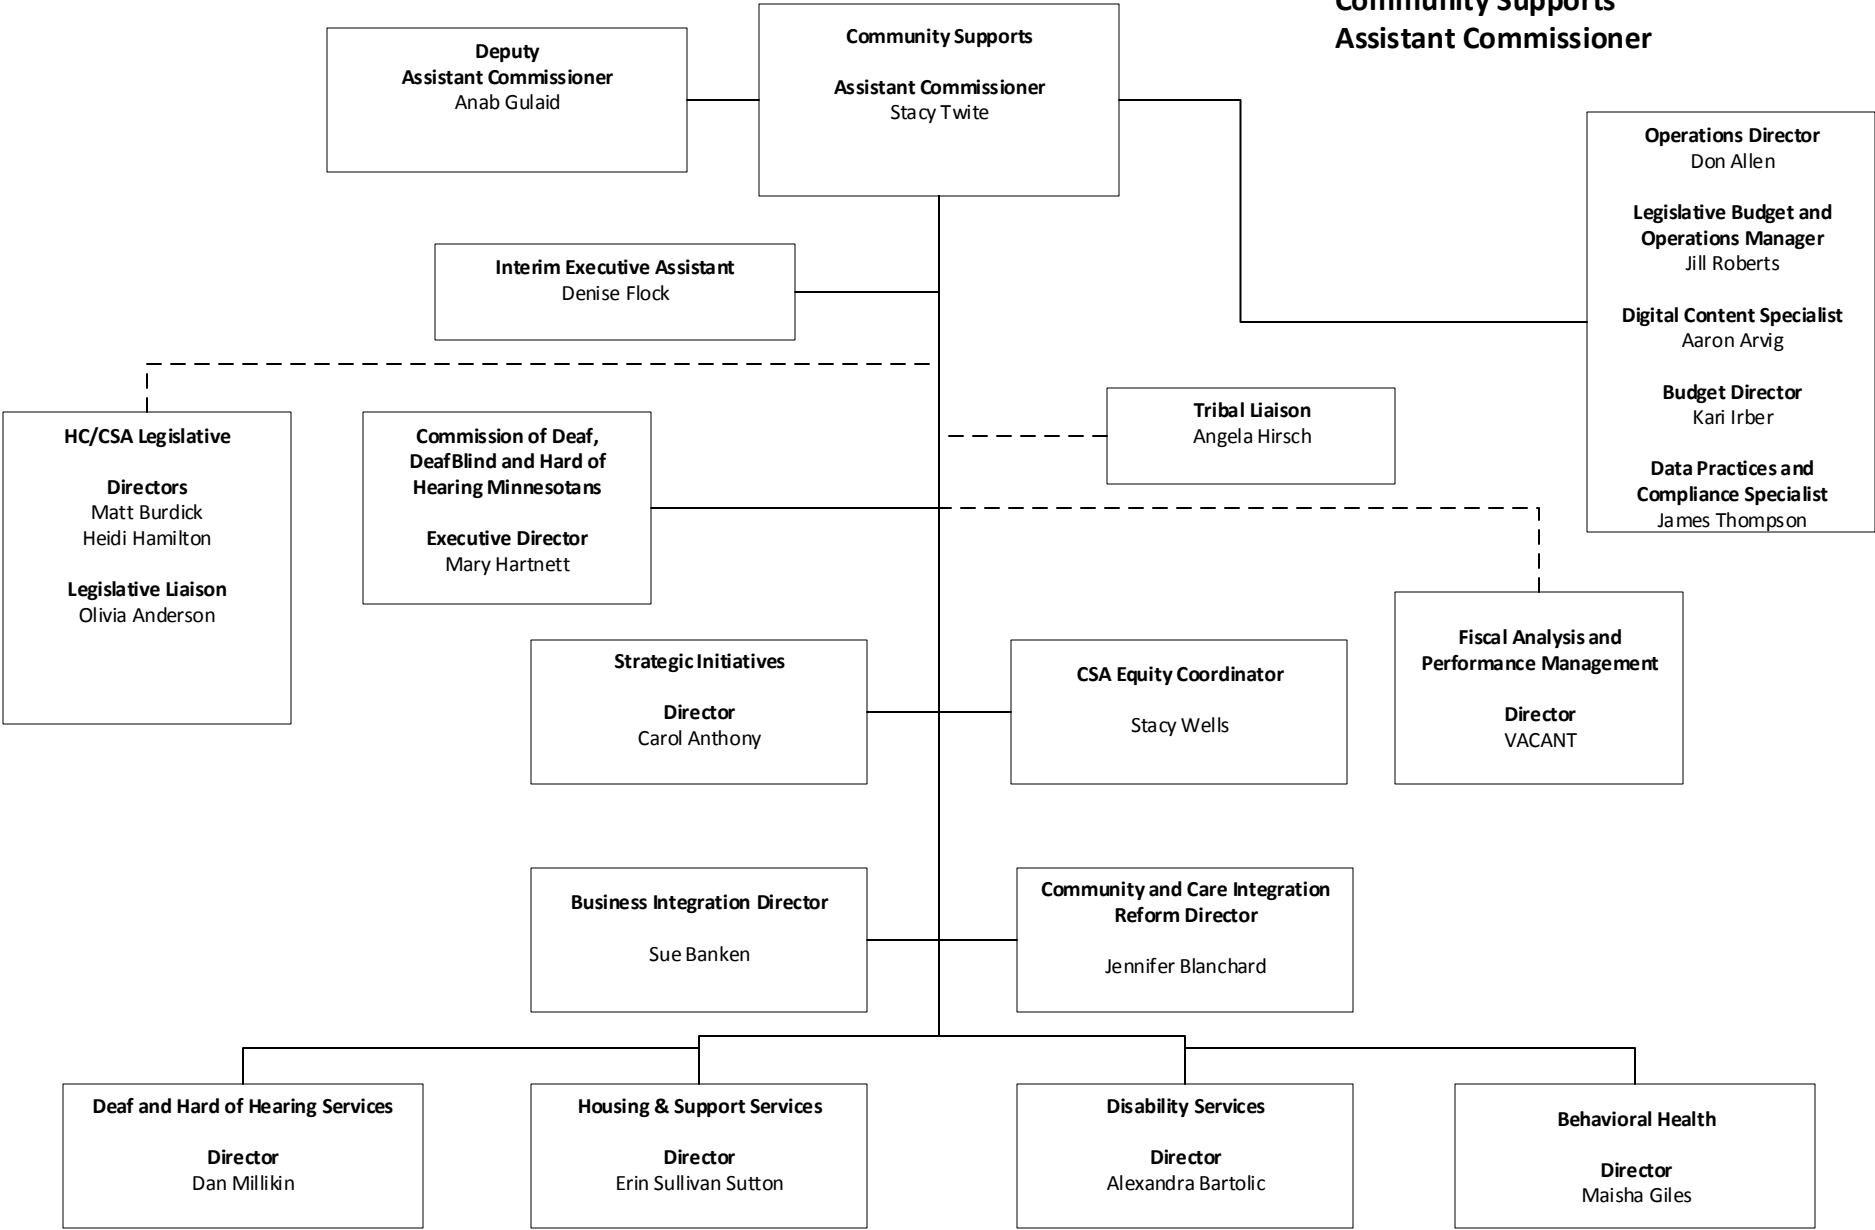 Community Supports
Assistant Commissioner
Deputy
Assistant Commissioner
Anab Gulaid
Community Supports
Assistant Commissioner
Stacy Twite
Operations Director
Don Allen
Legislative Budget and
Operations Manager
Jill Roberts
Digital Content Specialist
Aaron Arvig
Budget Director
Kari Irber
Data Practices and
Compliance Specialist
James Thompson
Interim Executive Assistant
Denise Flock
HC/CSA Legislative
Directors
Matt Burdick
Heidi Hamilton
Legislative Liaison
Olivia Anderson
Commission of Deaf,
DeafBlind and Hard of
Hearing Minnesotans
Executive Director
Mary Hartnett
Tribal Liaison
Angela Hirsch
Strategic Initiatives
Director
Carol Anthony
CSA Equity Coordinator
Stacy Wells
Fiscal Analysis and
Performance Management
Director
VACANT
Business Integration Director
Sue Banken
Community and Care Integration
Reform Director
Jennifer Blanchard
Deaf and Hard of Hearing Services
Director
Dan Millikin
Housing & Support Services
Director
Erin Sullivan Sutton
Disability Services
Director
Alexandra Bartolic
Behavioral Health
Director
Maisha Giles